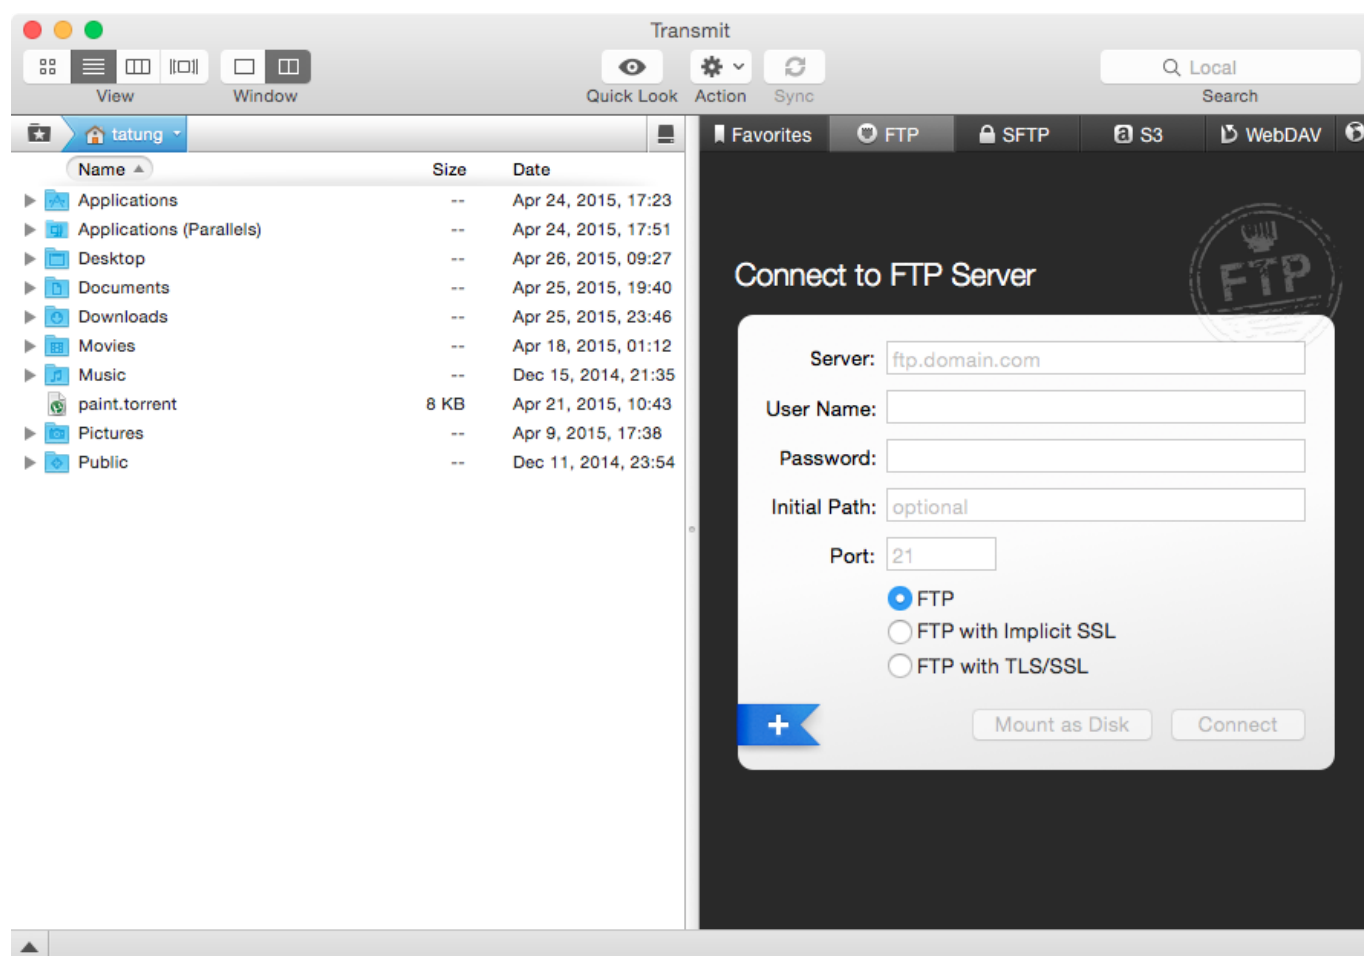 Transmit
Local
View Window Quick Look Action Sync Search
tatung
Favorites FTP SFTP S3 WebDAV
Name Size Date
Applications -- Apr 24, 2015, 17:23
Applications (Parallels) -- Apr 24, 2015, 17:51
Desktop -- Apr 26, 2015, 09:27
Documents -- Apr 25, 2015, 19:40
Downloads -- Apr 25, 2015, 23:46
Movies -- Apr 18, 2015, 01:12
Music -- Dec 15, 2014, 21:35
paint.torrent 8 KB Apr 21, 2015, 10:43
Pictures -- Apr 9, 2015, 17:38
Public -- Dec 11, 2014, 23:54
FTP
Connect to FTP Server
Server: ftp.domain.com
User Name:
Password:
Initial Path: optional
Port: 21
FTP
FTP with Implicit SSL
FTP with TLS/SSL
Mount as Disk Connect